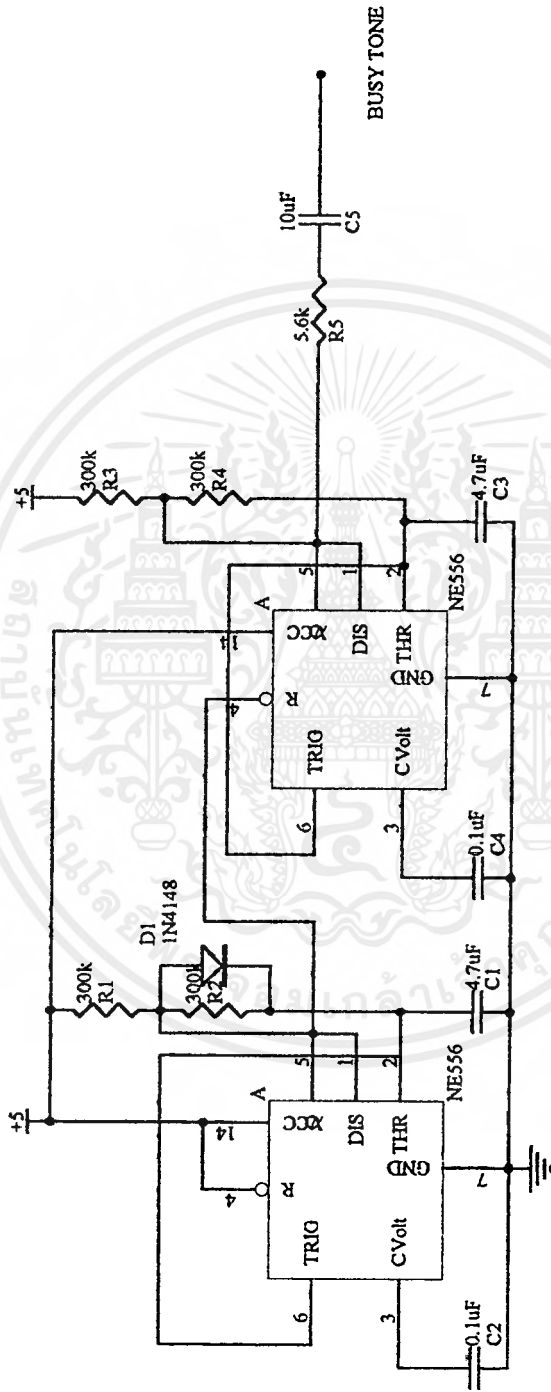 +5
300k
R1
D1
1N4148
300k
R2
A
14
VCC
5
4
R
DIS
1
TRIG
6
THR
2
CVolt
3
GND
7
NE556
0.1uF
C2
4.7uF
C1
+5
300k
R3
300k
R4
A
14
VCC
5
4
R
DIS
1
TRIG
6
THR
2
CVolt
3
GND
7
NE556
0.1uF
C4
4.7uF
C3
5.6k
R5
10uF
C5
BUSY TONE